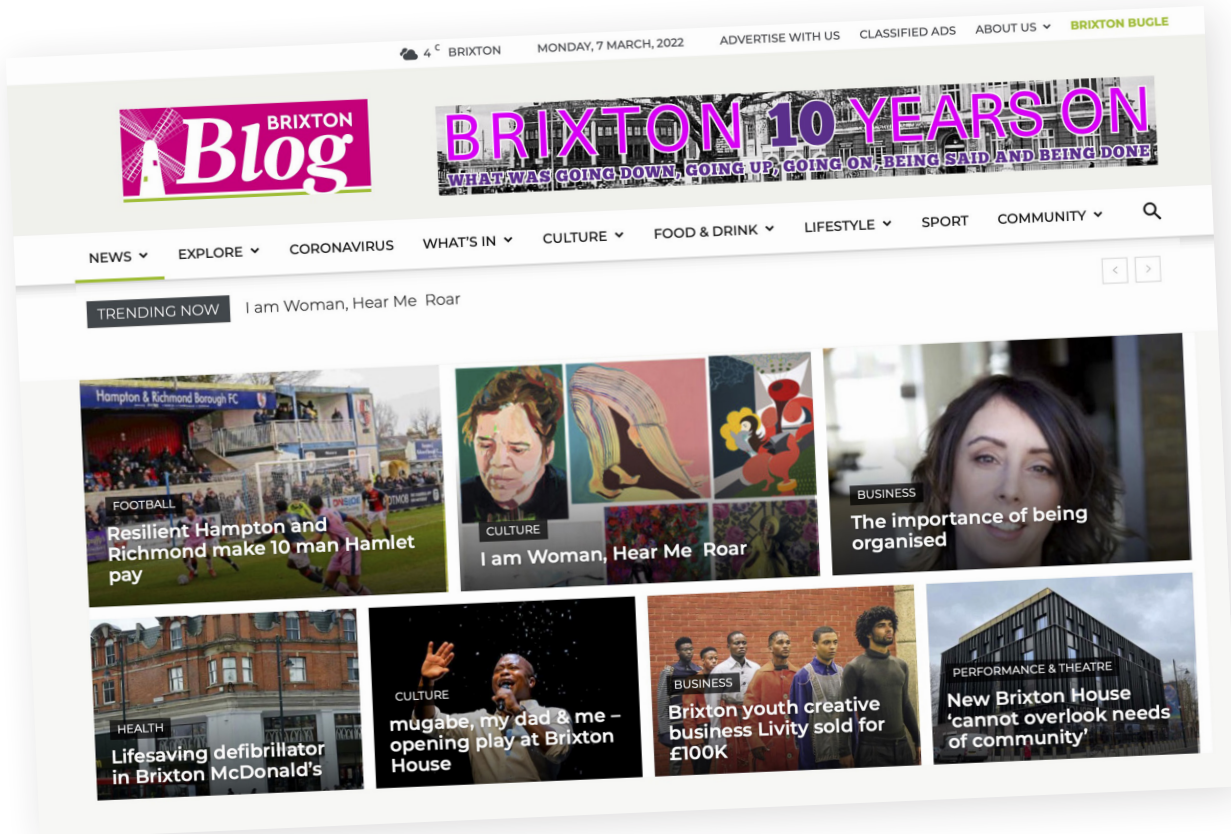 4 C BRIXTON MONDAY, 7 MARCH, 2022 ADVERTISE WITH US CLASSIFIED ADS ABOUT US BRIXTON BUGLE
BRIXTON
Blog
BRIXTON 10 YEARS ON
WHAT WAS GOING DOWN, GOING UP, GOING ON, BEING SAID AND BEING DONE
NEWS EXPLORE CORONAVIRUS WHAT'S IN CULTURE FOOD & DRINK LIFESTYLE SPORT COMMUNITY
TRENDING NOW I am Woman, Hear Me Roar
Hampton & Richmond Borough FC
FOOTBALL
Resilient Hampton and
Richmond make 10 man Hamlet
pay
CULTURE
I am Woman, Hear Me Roar
BUSINESS
The importance of being
organised
HEALTH
Lifesaving defibrillator
in Brixton McDonald's
CULTURE
mugabe, my dad & me –
opening play at Brixton
House
BUSINESS
Brixton youth creative
business Livity sold for
£100K
PERFORMANCE & THEATRE
New Brixton House
‘cannot overlook needs
of community’